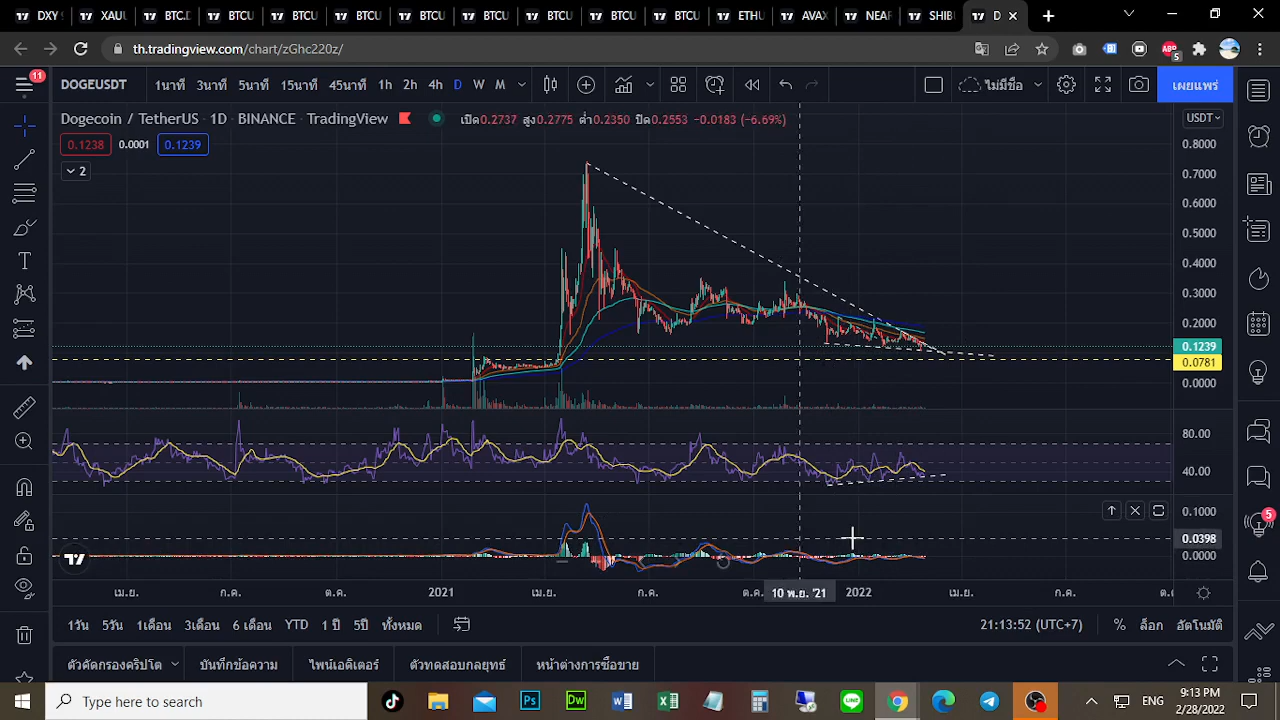 DXY
XAU
BTC.D
BTCU
BTCU
BTCU
BTCU
BTCU
BTCU
BTCU
BTCU
ETHU
AVAX
NEAR
SHIBU
D
th.tradingview.com/chart/zGhc220z/
11
DOGEUSDT
1นาที 3นาที 5นาที 15นาที 45นาที 1h 2h 4h D W M
ไม่มีชื่อ
เผยแพร่
Dogecoin / TetherUS · 1D · BINANCE · TradingView
เปิด0.2737 สูง0.2775 ต่ำ0.2350 ปิด0.2553 -0.0183 (-6.69%)
USDT
0.1238 0.0001 0.1239
2
0.8000
0.7000
0.6000
0.5000
0.4000
0.3000
0.2000
0.1239
0.0781
0.0000
80.00
40.00
0.1000
0.0398
0.0000
5
เม.ย. ก.ค. ต.ค. 2021 เม.ย. ก.ค. ต.ค. 10 พ.ย. '21 2022 เม.ย. ก.ค.
1วัน 5วัน 1เดือน 3เดือน 6 เดือน YTD 1 ปี 5ปี ทั้งหมด
21:13:52 (UTC+7) % ล็อก อัตโนมัติ
ตัวคัดกรองคริปโต บันทึกข้อความ ไพน์เอดิเตอร์ ตัวทดสอบกลยุทธ์ หน้าต่างการซื้อขาย
Type here to search
Ps
Dw
LINE
ENG
9:13 PM
2/28/2022